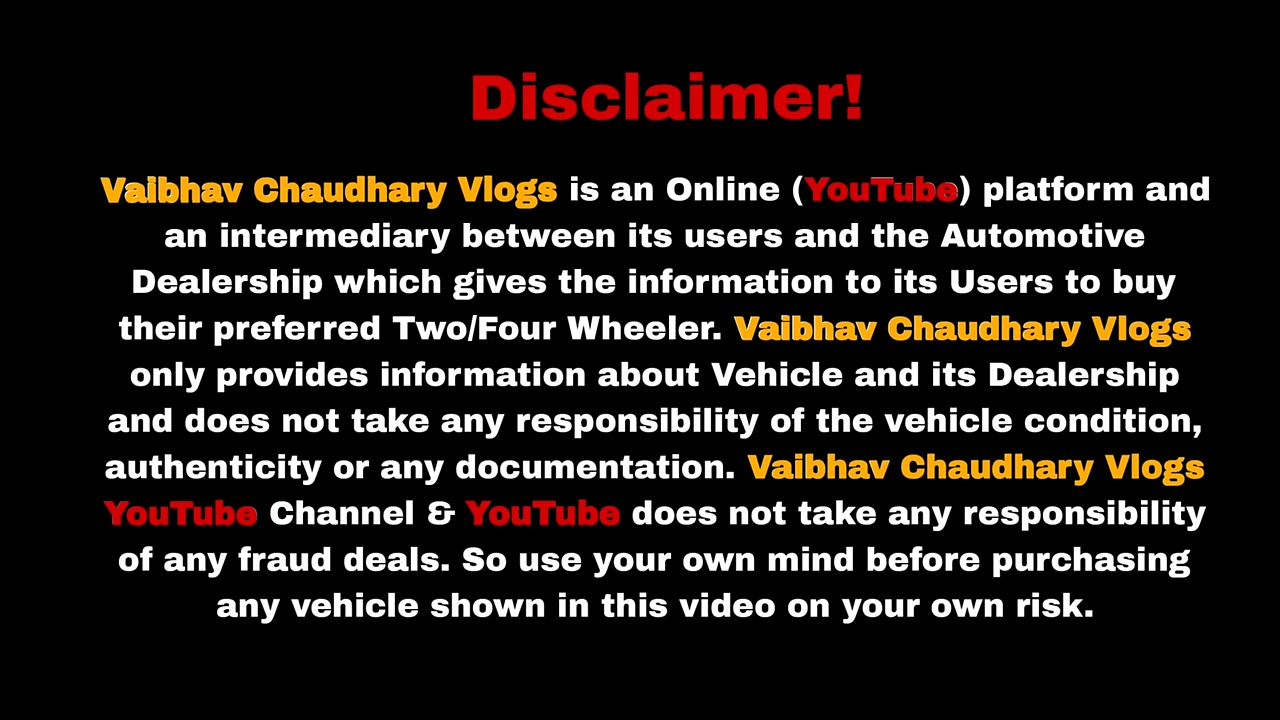 Disclaimer!
Vaibhav Chaudhary Vlogs is an Online (YouTube) platform and
an intermediary between its users and the Automotive
Dealership which gives the information to its Users to buy
their preferred Two/Four Wheeler. Vaibhav Chaudhary Vlogs
only provides information about Vehicle and its Dealership
and does not take any responsibility of the vehicle condition,
authenticity or any documentation. Vaibhav Chaudhary Vlogs
YouTube Channel & YouTube does not take any responsibility
of any fraud deals. So use your own mind before purchasing
any vehicle shown in this video on your own risk.